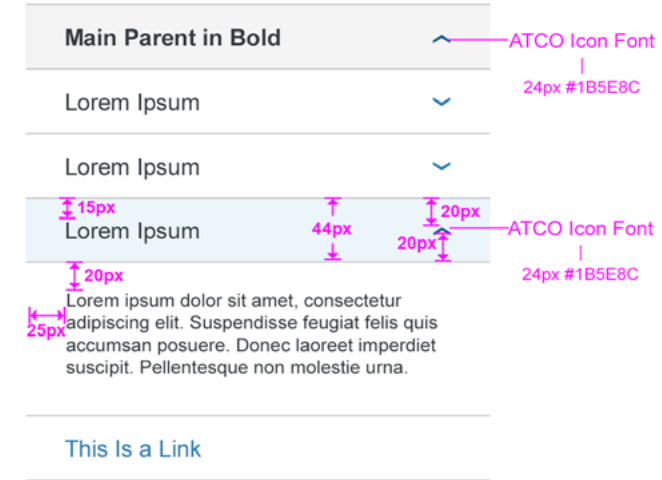 Main Parent in Bold
ATCO Icon Font
24px #1B5E8C
Lorem Ipsum
Lorem Ipsum
15px
Lorem Ipsum
44px
20px
20px
ATCO Icon Font
24px #1B5E8C
20px
25px
Lorem ipsum dolor sit amet, consectetur
adipiscing elit. Suspendisse feugiat felis quis
accumsan posuere. Donec laoreet imperdiet
suscipit. Pellentesque non molestie urna.
This Is a Link